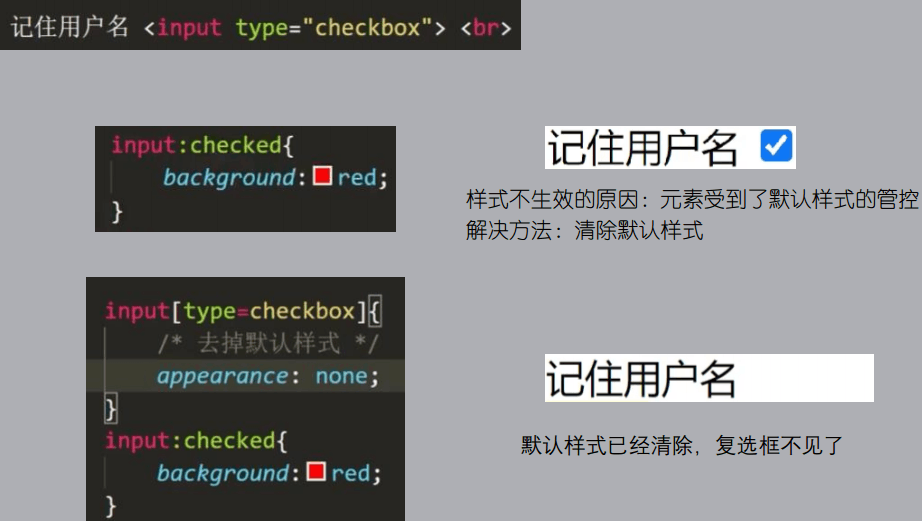 记住用户名 <input type="checkbox"> <br>
input:checked{
background:red;
}
记住用户名
样式不生效的原因：元素受到了默认样式的管控
解决方法：清除默认样式
input[type=checkbox]{
/* 去掉默认样式 */
appearance: none;
}
input:checked{
background:red;
}
记住用户名
默认样式已经清除，复选框不见了